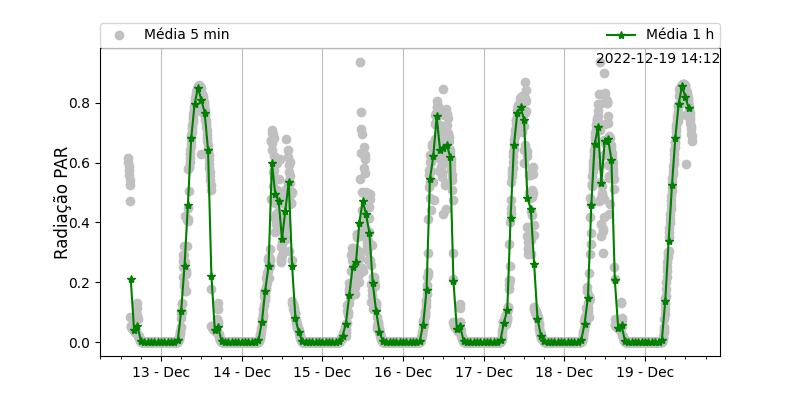 Média 5 min
Média 1 h
2022-12-19 14:12
Radiação PAR
0.8
0.6
0.4
0.2
0.0
13 - Dec
14 - Dec
15 - Dec
16 - Dec
17 - Dec
18 - Dec
19 - Dec